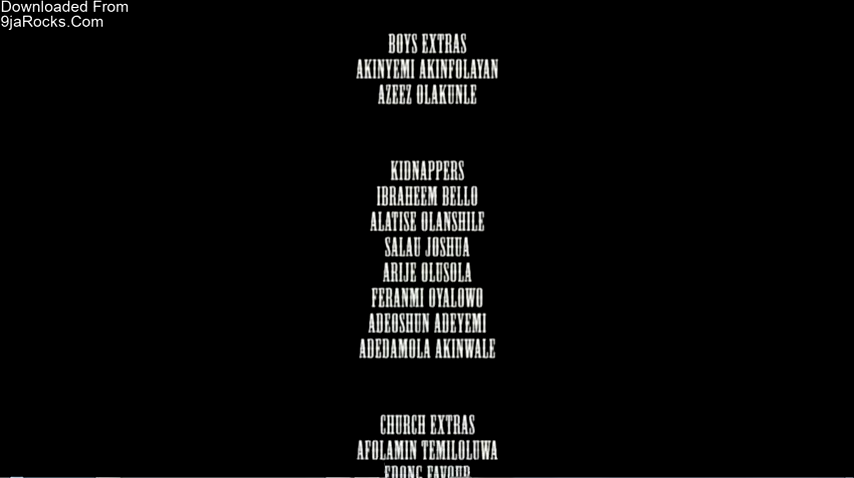 Downloaded From
9jaRocks.Com
BOYS EXTRAS
AKINYEMI AKINFOLAYAN
AZEEZ OLAKUNLE
KIDNAPPERS
IBRAHEEM BELLO
ALATISE OLANSHILE
SALAU JOSHUA
ARIJE OLUSOLA
FERANMI OYALOWO
ADEOSHUN ADEYEMI
ADEDAMOLA AKINWALE
CHURCH EXTRAS
AFOLAMIN TEMILOLUWA
FAVOUR